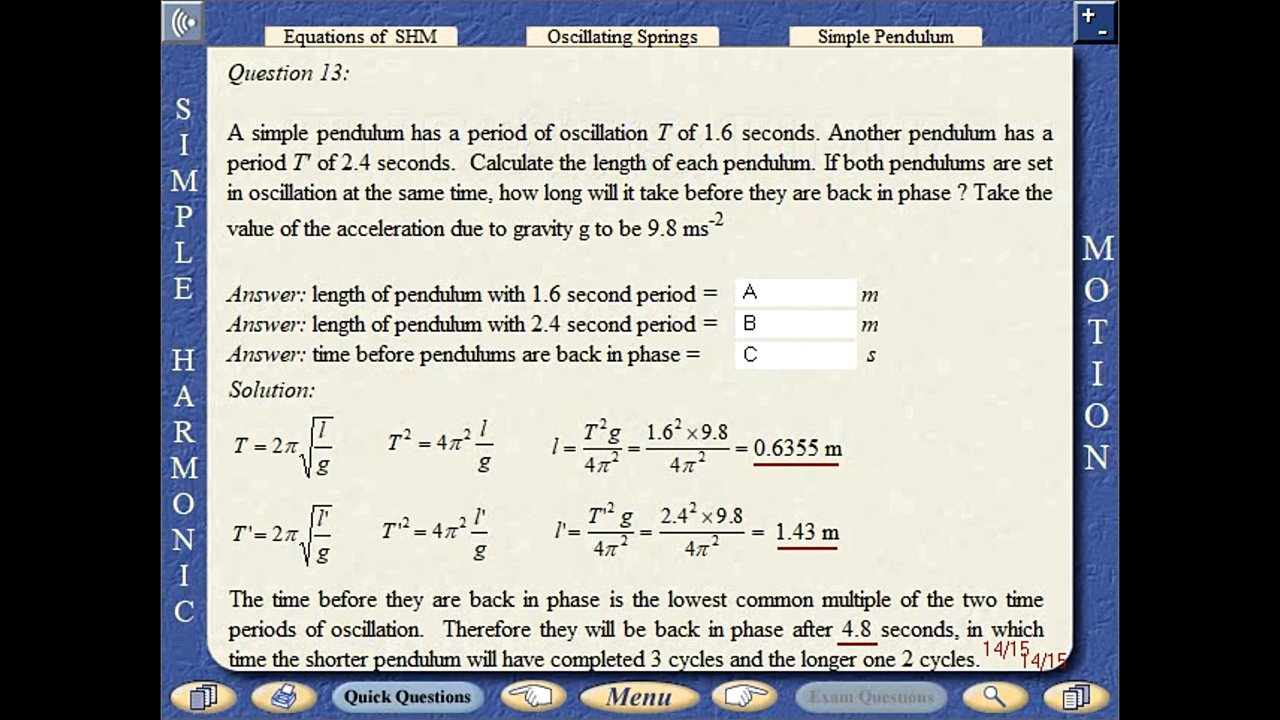 Equations of SHM
Oscillating Springs
Simple Pendulum
+
-
SIMPLE HARMONIC
MOTION
Question 13:
A simple pendulum has a period of oscillation T of 1.6 seconds. Another pendulum has a
period T' of 2.4 seconds. Calculate the length of each pendulum. If both pendulums are set
in oscillation at the same time, how long will it take before they are back in phase ? Take the
value of the acceleration due to gravity g to be 9.8 ms⁻²
Answer: length of pendulum with 1.6 second period = A m
Answer: length of pendulum with 2.4 second period = B m
Answer: time before pendulums are back in phase = C s
Solution:
T = 2π√(l/g) T² = 4π² l/g l = T²g/4π² = 1.6² × 9.8/4π² = 0.6355 m
T' = 2π√(l'/g) T'² = 4π² l'/g l' = T'² g/4π² = 2.4² × 9.8/4π² = 1.43 m
The time before they are back in phase is the lowest common multiple of the two time
periods of oscillation. Therefore they will be back in phase after 4.8 seconds, in which
time the shorter pendulum will have completed 3 cycles and the longer one 2 cycles.
14/15
14/15
Quick Questions
Menu
Exam Questions